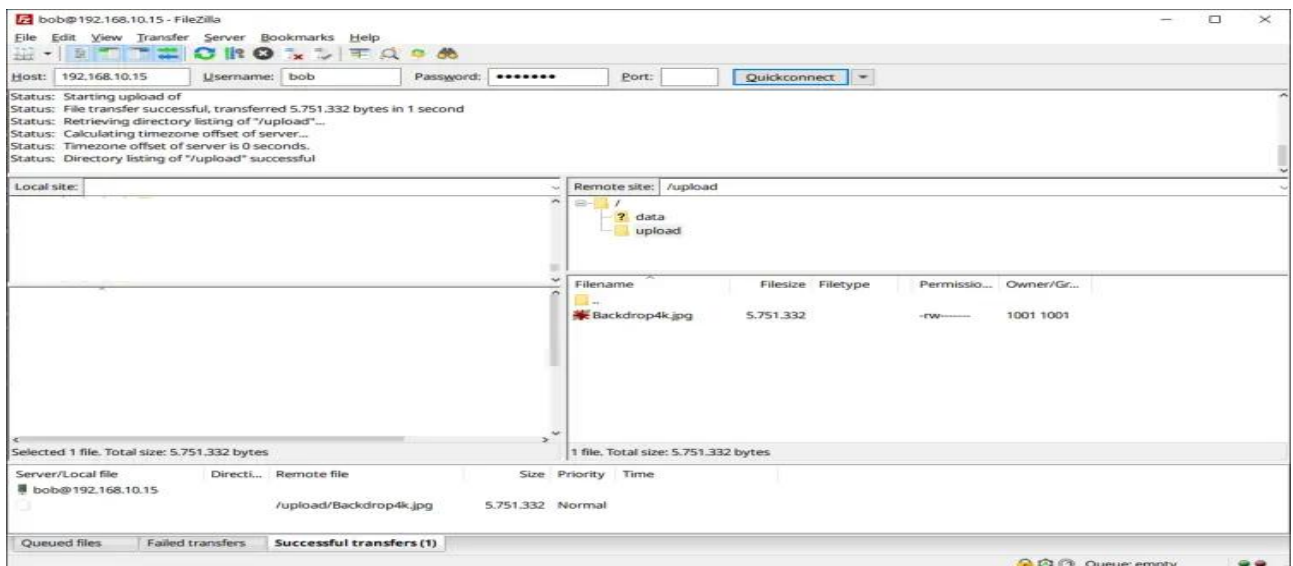 bob@192.168.10.15 - FileZilla
File Edit View Transfer Server Bookmarks Help
Host: 192.168.10.15 Username: bob Password: ●●●●●●● Port: Quickconnect
Status: Starting upload of
Status: File transfer successful, transferred 5.751.332 bytes in 1 second
Status: Retrieving directory listing of "/upload"...
Status: Calculating timezone offset of server...
Status: Timezone offset of server is 0 seconds.
Status: Directory listing of "/upload" successful
Local site:
Remote site: /upload
/
? data
upload
Filename Filesize Filetype Permissio... Owner/Gr...
..
Backdrop4k.jpg 5.751.332 -rw------- 1001 1001
Selected 1 file. Total size: 5.751.332 bytes
1 file. Total size: 5.751.332 bytes
Server/Local file Directi... Remote file Size Priority Time
bob@192.168.10.15
/upload/Backdrop4k.jpg 5.751.332 Normal
Queued files Failed transfers Successful transfers (1)
Queue: empty